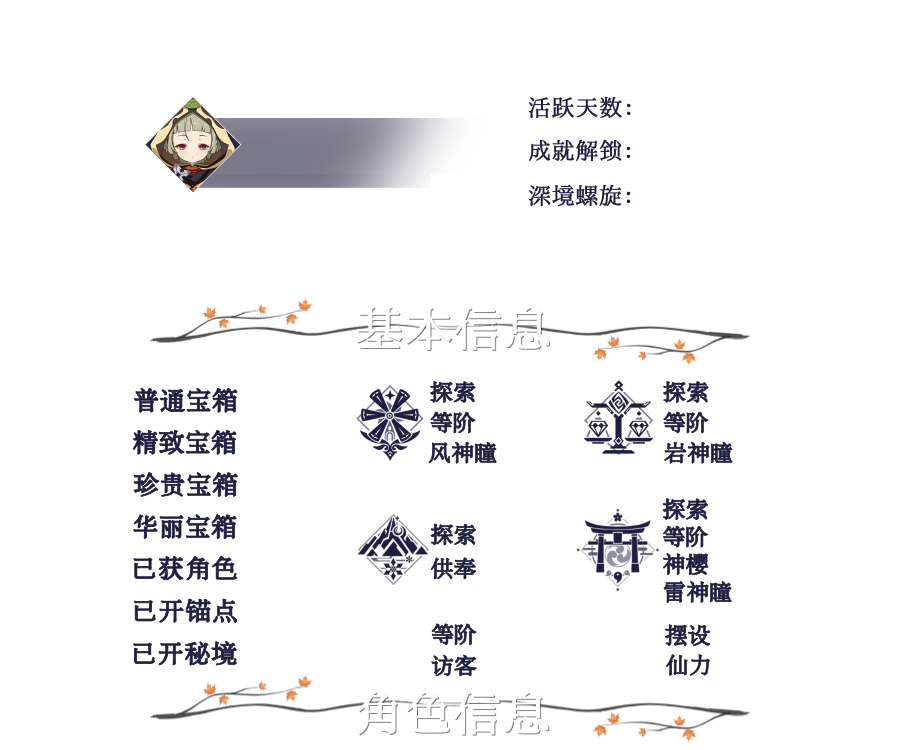 活跃天数:
成就解锁:
深境螺旋:
基本信息
普通宝箱
精致宝箱
珍贵宝箱
华丽宝箱
已获角色
已开锚点
已开秘境
探索
等阶
风神瞳
探索
等阶
岩神瞳
探索
供奉
探索
等阶
神樱
雷神瞳
等阶
访客
摆设
仙力
角色信息